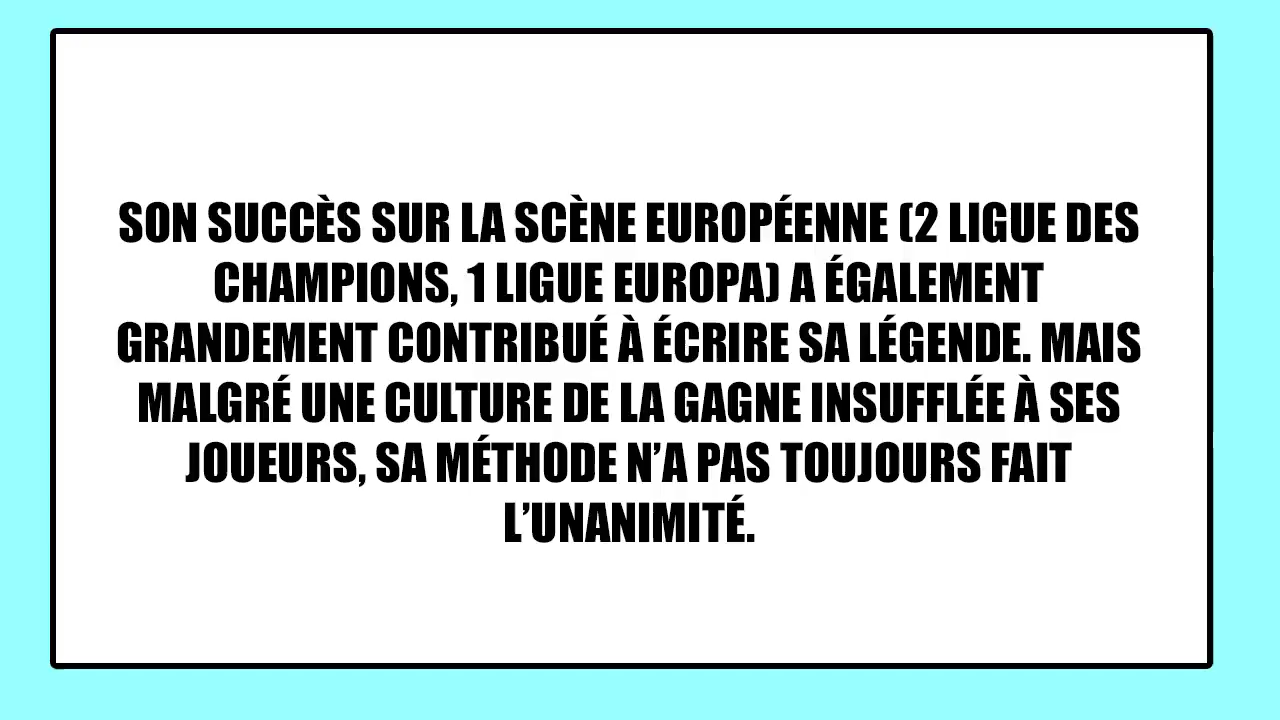 SON SUCCÈS SUR LA SCÈNE EUROPÉENNE (2 LIGUE DES
CHAMPIONS, 1 LIGUE EUROPA) A ÉGALEMENT
GRANDEMENT CONTRIBUÉ À ÉCRIRE SA LÉGENDE. MAIS
MALGRÉ UNE CULTURE DE LA GAGNE INSUFFLÉE À SES
JOUEURS, SA MÉTHODE N’A PAS TOUJOURS FAIT
L’UNANIMITÉ.